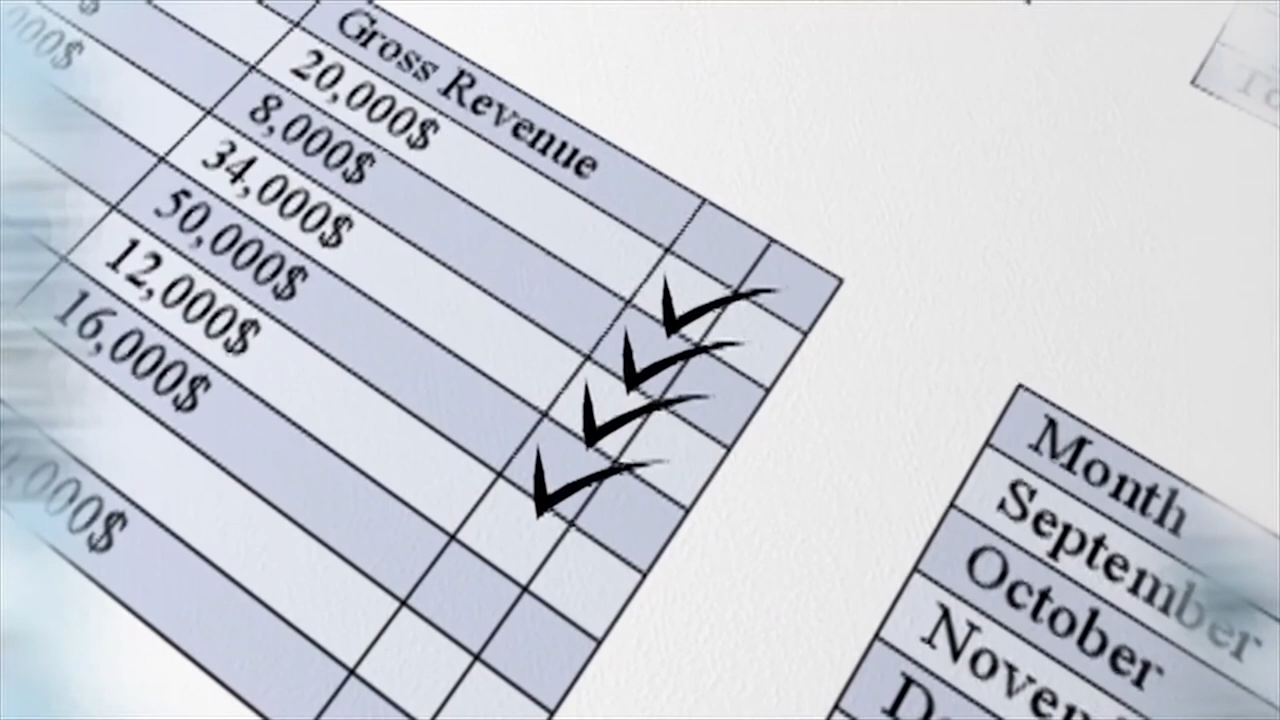 Gross Revenue
20,000$
8,000$
34,000$
50,000$
12,000$
16,000$
Month
September
October